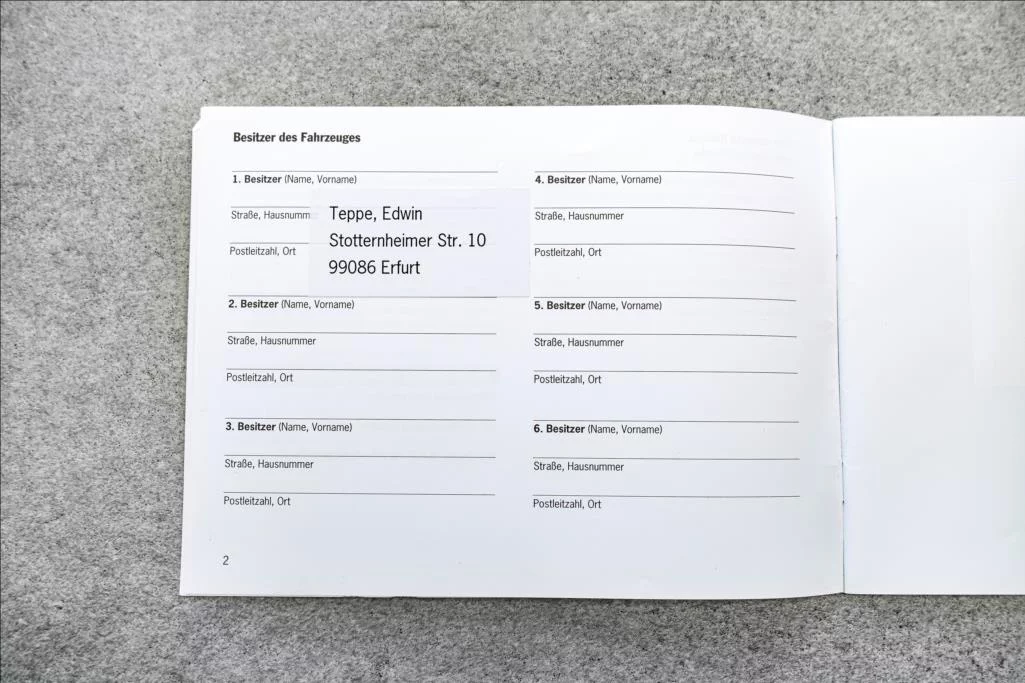 Besitzer des Fahrzeuges
1. Besitzer (Name, Vorname)
Straße, Hausnumm
Postleitzahl, Ort
Teppe, Edwin
Stotternheimer Str. 10
99086 Erfurt
2. Besitzer (Name, Vorname)
Straße, Hausnummer
Postleitzahl, Ort
3. Besitzer (Name, Vorname)
Straße, Hausnummer
Postleitzahl, Ort
4. Besitzer (Name, Vorname)
Straße, Hausnummer
Postleitzahl, Ort
5. Besitzer (Name, Vorname)
Straße, Hausnummer
Postleitzahl, Ort
6. Besitzer (Name, Vorname)
Straße, Hausnummer
Postleitzahl, Ort
2